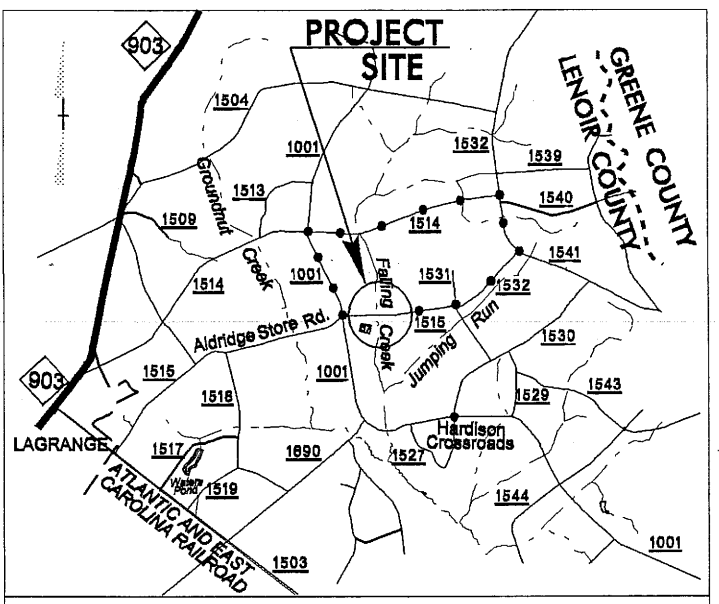 PROJECT
SITE
903
1504
1001
1532
1539
GREENE COUNTY
LENOIR COUNTY
Groundnut
Creek
1513
1540
1509
1514
1541
1514
1001
Falling
Creek
1531
1532
1515
Jumping Run
Aldridge Store Rd.
1530
903
1515
1518
1001
1529
1543
LAGRANGE
1517
1690
Hardison
Crossroads
1527
Waters
Pond
1519
1544
ATLANTIC AND EAST
CAROLINA RAILROAD
1503
1001